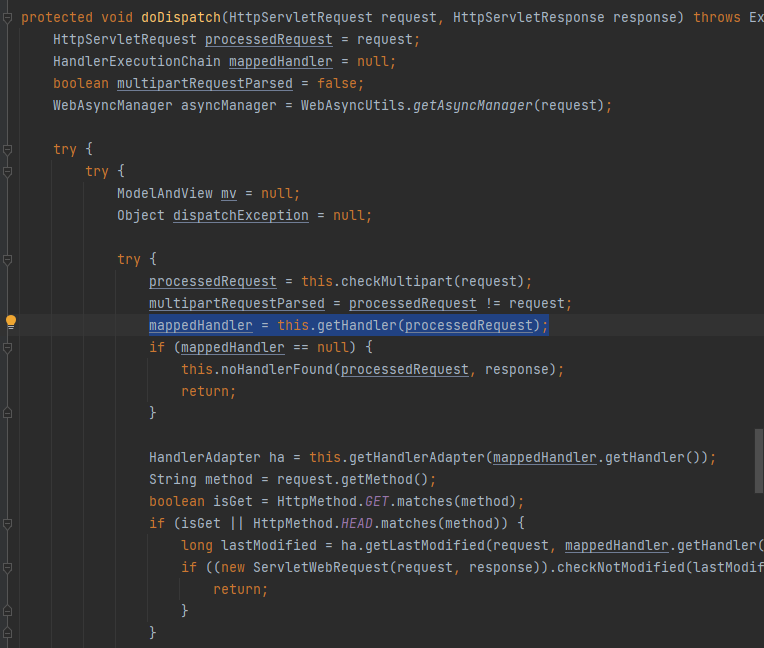 protected void doDispatch(HttpServletRequest request, HttpServletResponse response) throws Ex
    HttpServletRequest processedRequest = request;
    HandlerExecutionChain mappedHandler = null;
    boolean multipartRequestParsed = false;
    WebAsyncManager asyncManager = WebAsyncUtils.getAsyncManager(request);
    try {
        try {
            ModelAndView mv = null;
            Object dispatchException = null;
            try {
                processedRequest = this.checkMultipart(request);
                multipartRequestParsed = processedRequest != request;
                mappedHandler = this.getHandler(processedRequest);
                if (mappedHandler == null) {
                    this.noHandlerFound(processedRequest, response);
                    return;
                }
                HandlerAdapter ha = this.getHandlerAdapter(mappedHandler.getHandler());
                String method = request.getMethod();
                boolean isGet = HttpMethod.GET.matches(method);
                if (isGet || HttpMethod.HEAD.matches(method)) {
                    long lastModified = ha.getLastModified(request, mappedHandler.getHandler(
                    if ((new ServletWebRequest(request, response)).checkNotModified(lastModif
                        return;
                    }
                }